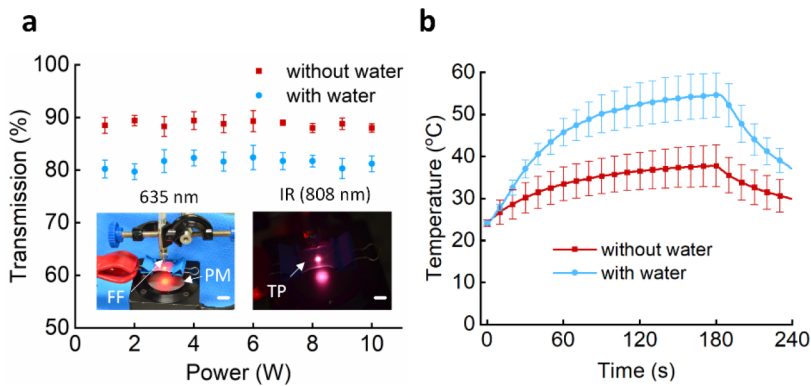 a
100
90
80
70
60
50
Transmission (%)
without water
with water
635 nm
IR (808 nm)
FF
PM
TP
0 2 4 6 8 10
Power (W)
b
60
50
40
30
20
10
0
Temperature (°C)
without water
with water
0 60 120 180 240
Time (s)